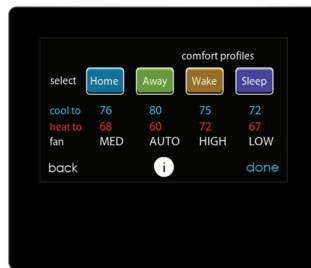 comfort profiles
select Home Away Wake Sleep
cool to 76 80 75 72
heat to 68 60 72 67
fan MED AUTO HIGH LOW
back i done